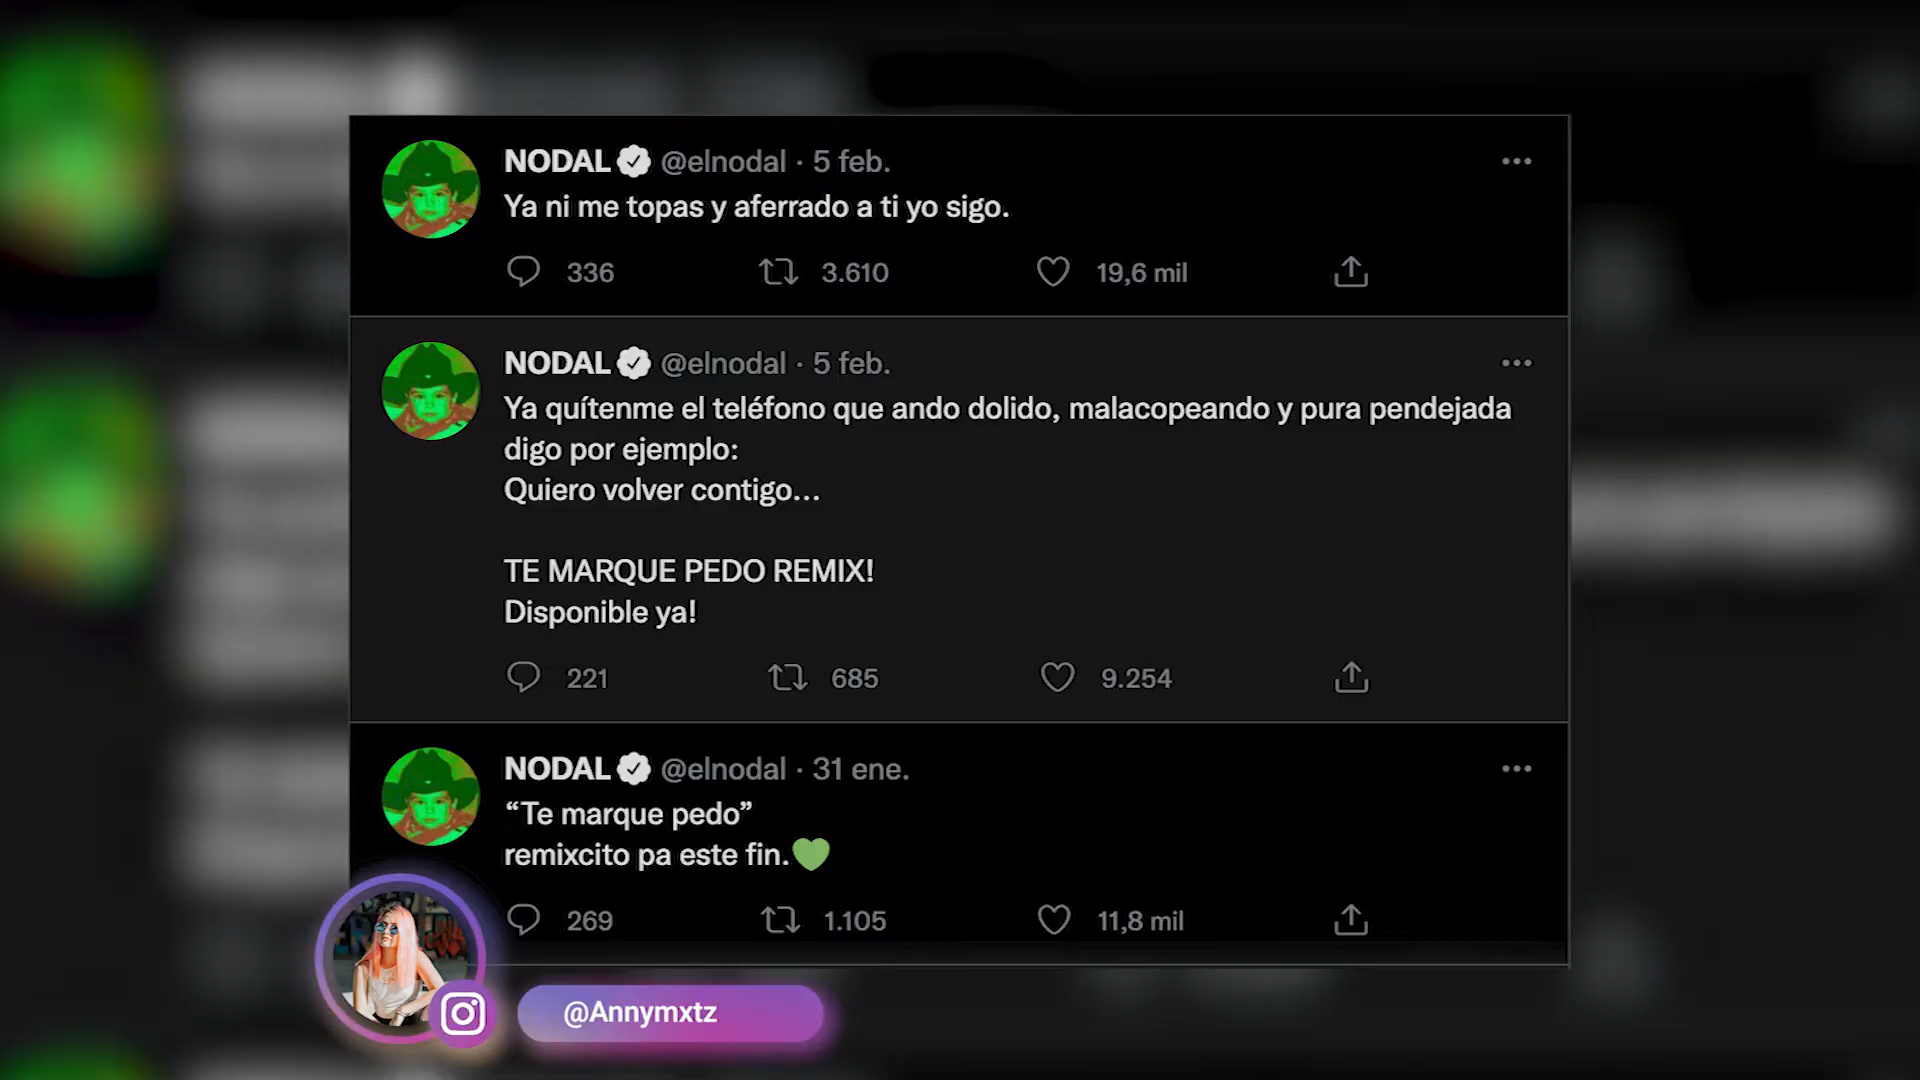 NODAL @elnodal · 5 feb.
Ya ni me topas y aferrado a ti yo sigo.
336 3.610 19,6 mil
NODAL @elnodal · 5 feb.
Ya quítenme el teléfono que ando dolido, malacopeando y pura pendejada
digo por ejemplo:
Quiero volver contigo...
TE MARQUE PEDO REMIX!
Disponible ya!
221 685 9.254
NODAL @elnodal · 31 ene.
“Te marque pedo”
remixcito pa este fin.💚
269 1.105 11,8 mil
@Annymxtz